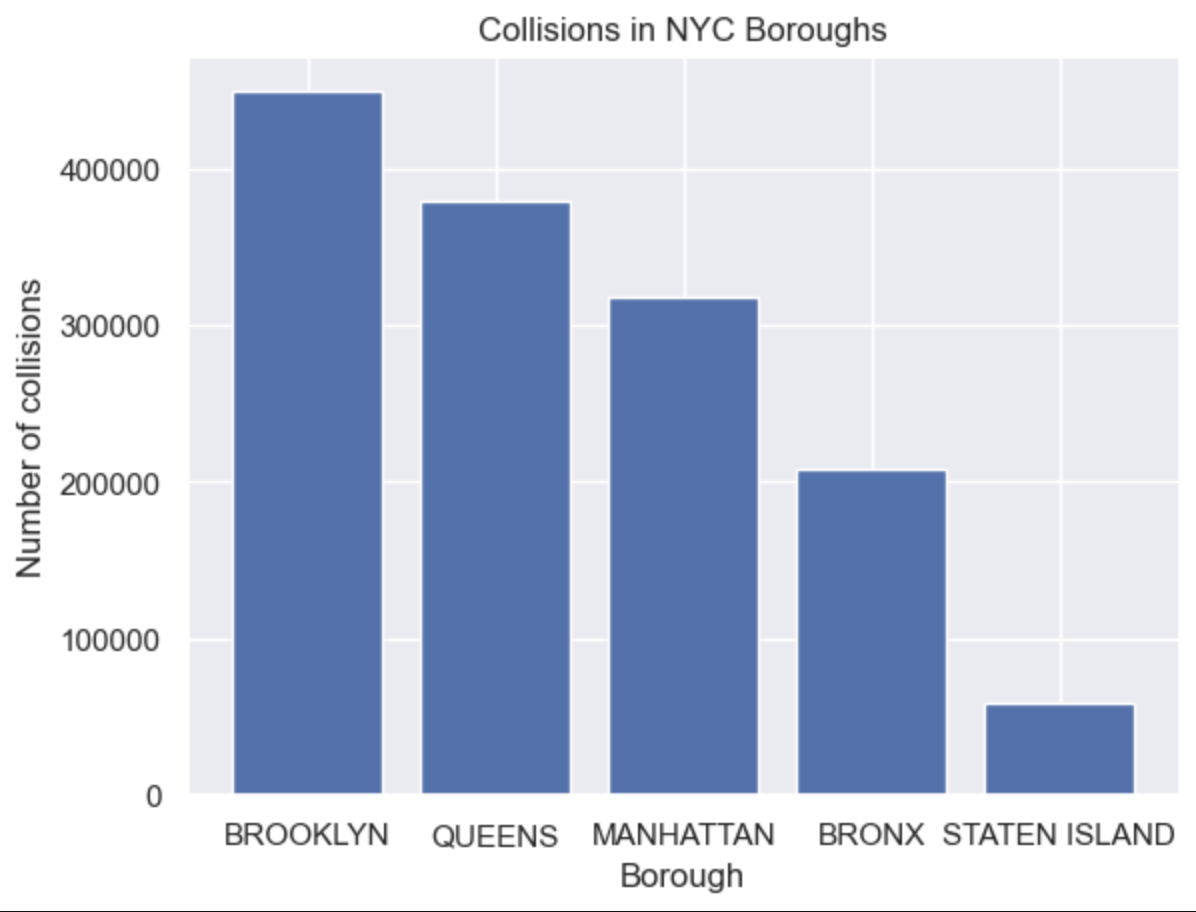 Collisions in NYC Boroughs
Number of collisions
400000
300000
200000
100000
0
BROOKLYN QUEENS MANHATTAN BRONX STATEN ISLAND
Borough